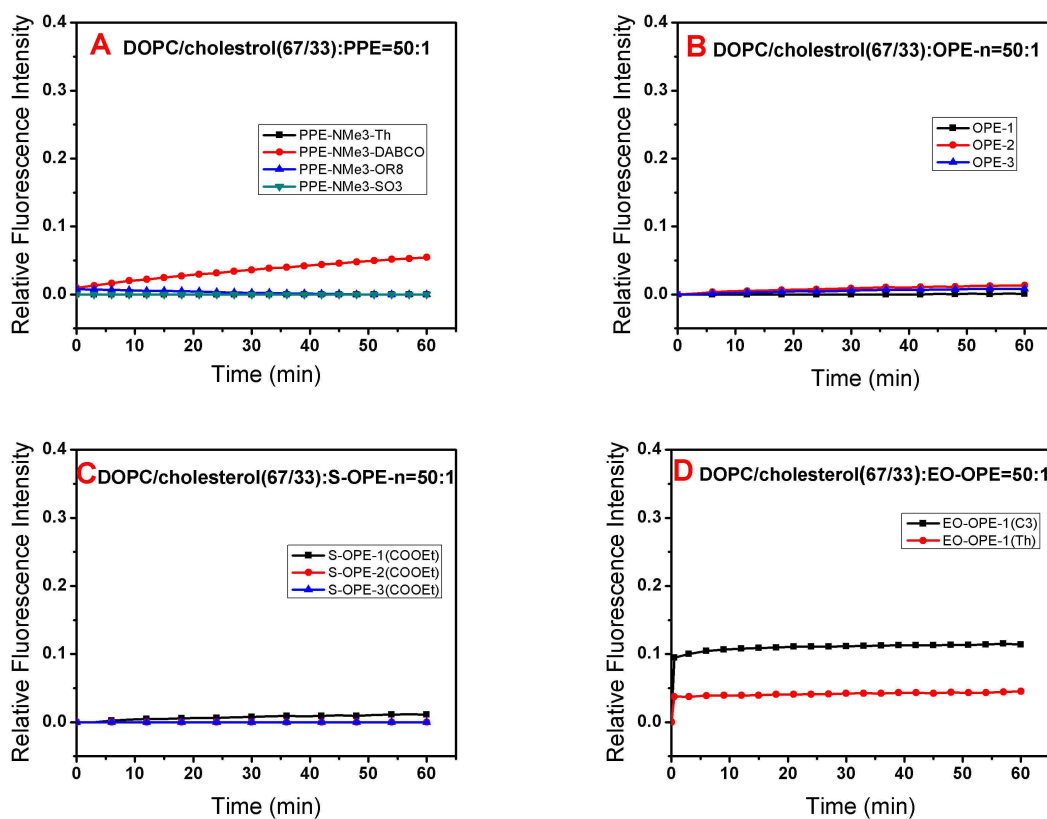 A DOPC/cholestrol(67/33):PPE=50:1
Relative Fluorescence Intensity
0.4
0.3
0.2
0.1
0.0
PPE-NMe3-Th
PPE-NMe3-DABCO
PPE-NMe3-OR8
PPE-NMe3-SO3
0 10 20 30 40 50 60
Time (min)
B DOPC/cholestrol(67/33):OPE-n=50:1
Relative Fluorescence Intensity
0.4
0.3
0.2
0.1
0.0
OPE-1
OPE-2
OPE-3
0 10 20 30 40 50 60
Time (min)
C DOPC/cholesterol(67/33):S-OPE-n=50:1
Relative Fluorescence Intensity
0.4
0.3
0.2
0.1
0.0
S-OPE-1(COOEt)
S-OPE-2(COOEt)
S-OPE-3(COOEt)
0 10 20 30 40 50 60
Time (min)
D DOPC/cholesterol(67/33):EO-OPE=50:1
Relative Fluorescence Intensity
0.4
0.3
0.2
0.1
0.0
EO-OPE-1(C3)
EO-OPE-1(Th)
0 10 20 30 40 50 60
Time (min)